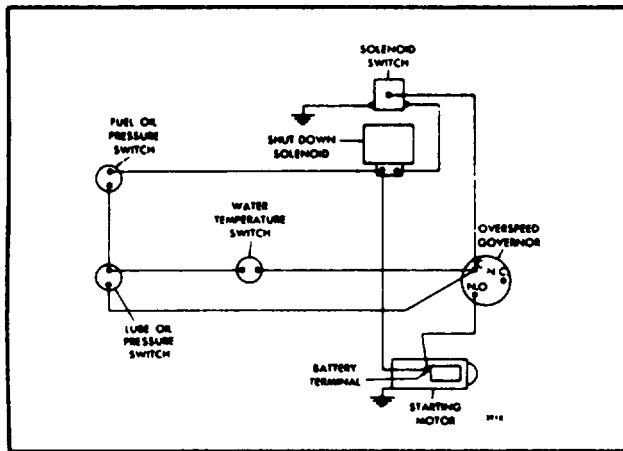 SOLENOID
SWITCH
FUEL OIL
PRESSURE
SWITCH
SHUT DOWN
SOLENOID
WATER
TEMPERATURE
SWITCH
OVERSPEED
GOVERNOR
N.C.
N.O
LUBE OIL
PRESSURE
SWITCH
BATTERY
TERMINAL
STARTING
MOTOR